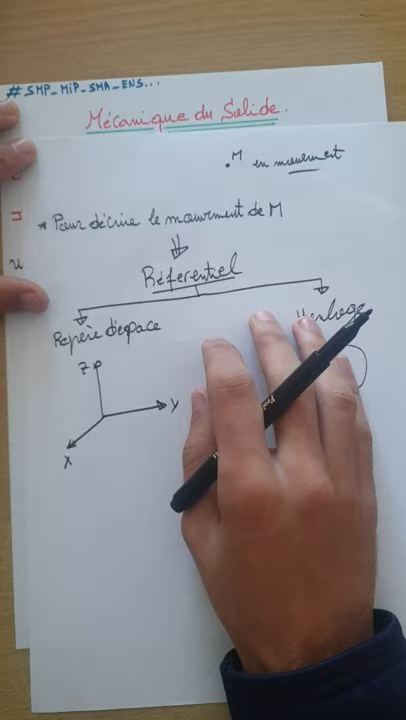 # SMP_MiP_SMA_ENS...
Mécanique du Solide.
.M en mouvement
* Pour décrire le mouvement de M
Référentiel
Repère d'espace
Horloge
Z
Y
X